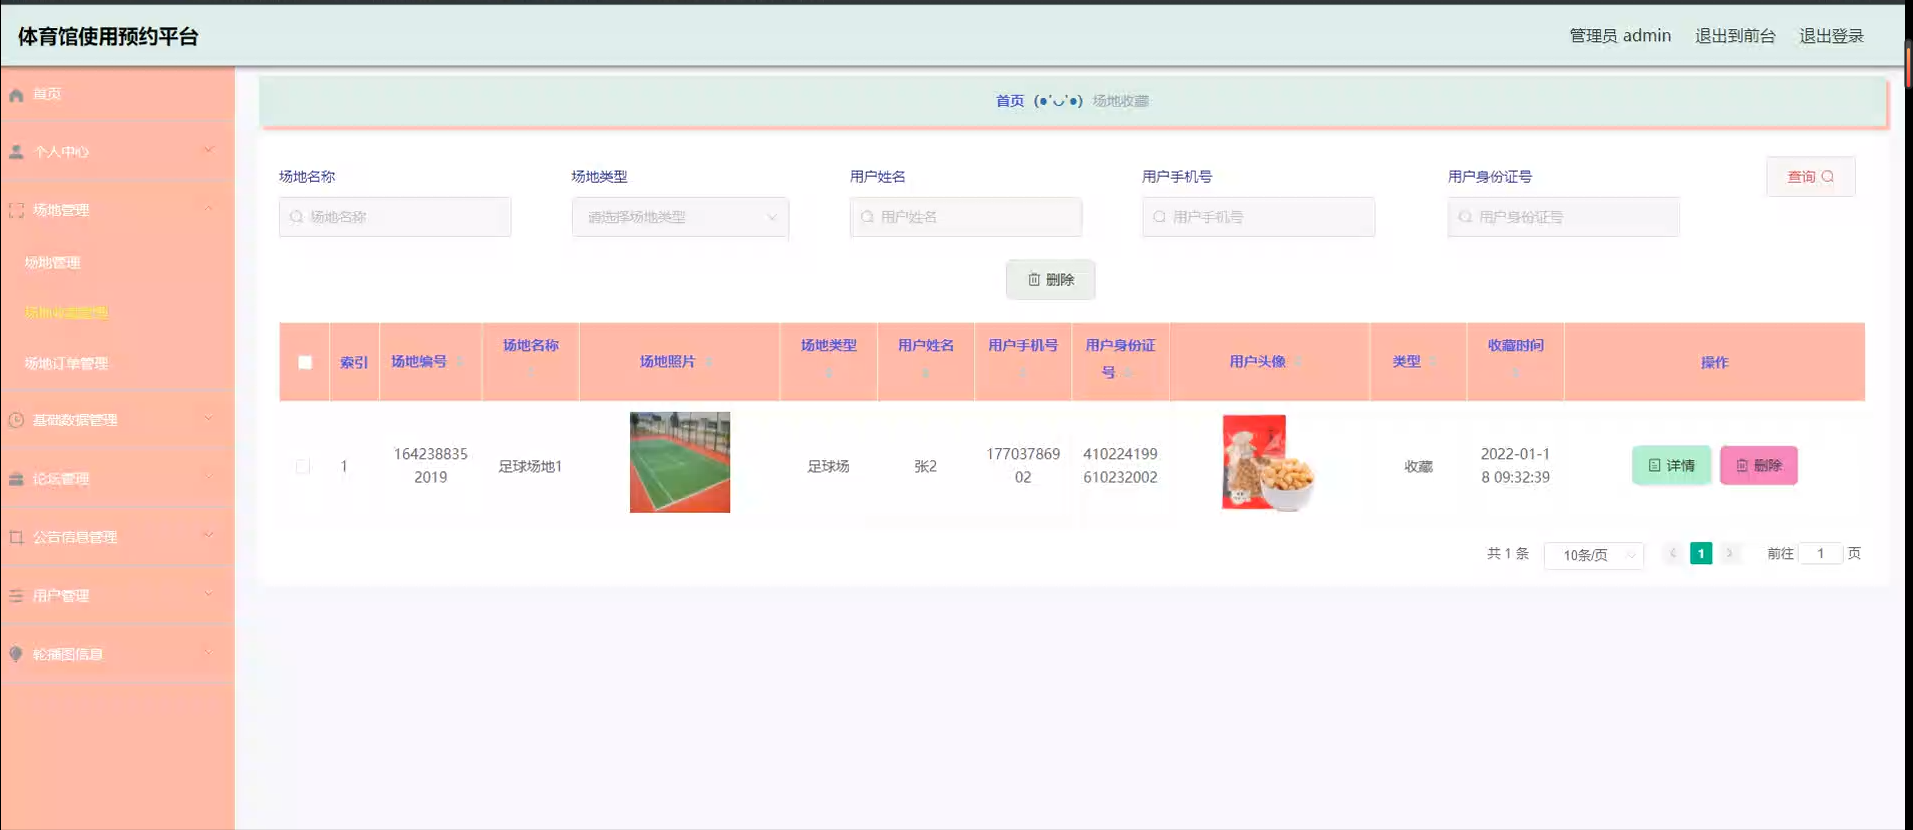 体育馆使用预约平台
管理员 admin 退出到前台 退出登录
首页
个人中心
场地管理
场地管理
场地收藏管理
场地订单管理
基础数据管理
论坛管理
公告信息管理
用户管理
轮播图信息
首页 (●'◡'●) 场地收藏
场地名称 场地类型 用户姓名 用户手机号 用户身份证号
场地名称 请选择场地类型 用户姓名 用户手机号 用户身份证号
查询
删除
索引 场地编号 场地名称 场地照片 场地类型 用户姓名 用户手机号 用户身份证号 用户头像 类型 收藏时间 操作
1 1642388352019 足球场地1 足球场 张2 17703786902 410224199610232002 收藏 2022-01-18 09:32:39 详情 删除
共 1 条 10条/页 1 前往 1 页